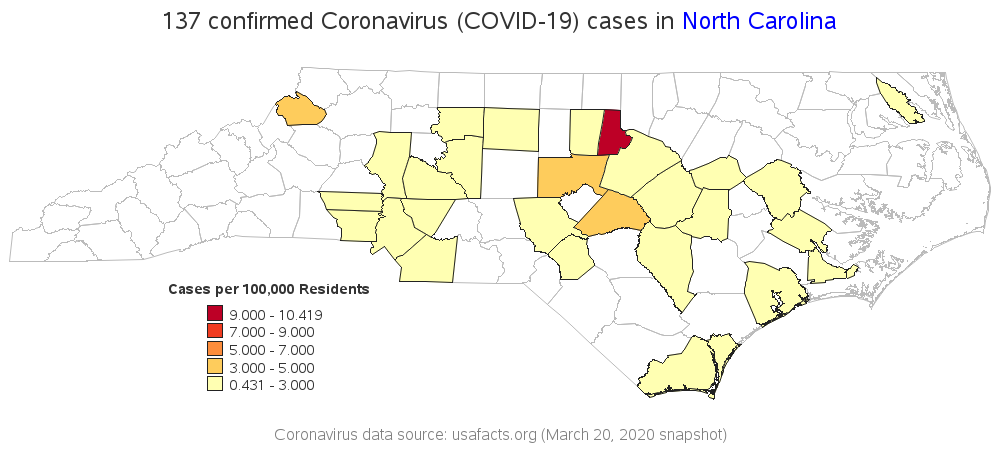 137 confirmed Coronavirus (COVID-19) cases in North Carolina
Cases per 100,000 Residents
9.000 - 10.419
7.000 - 9.000
5.000 - 7.000
3.000 - 5.000
0.431 - 3.000
Coronavirus data source: usafacts.org (March 20, 2020 snapshot)